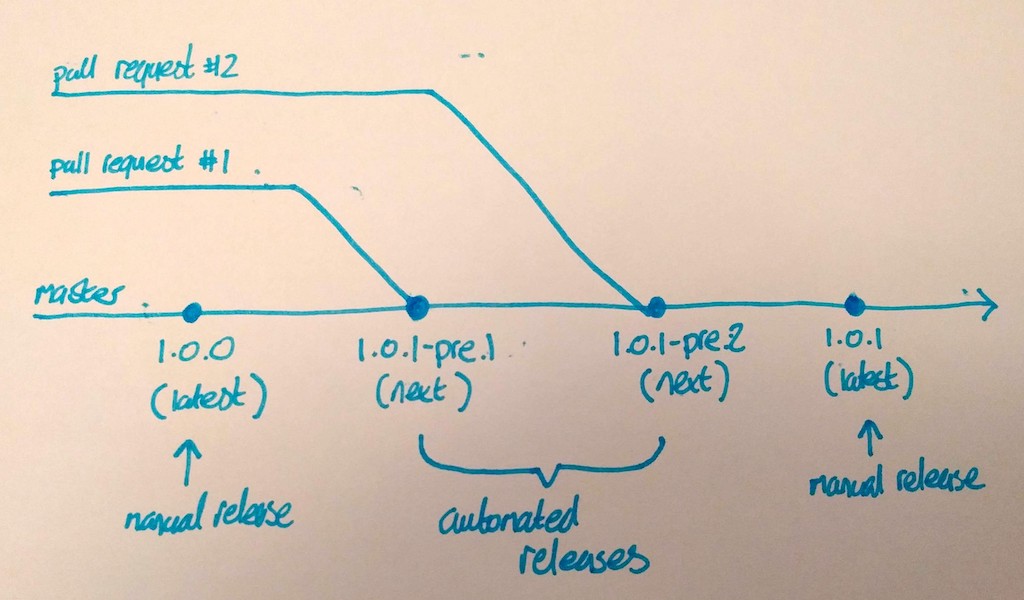 pull request #2
pull request #1
master
1.0.0
(latest)
manual release
1.0.1-pre.1
(next)
1.0.1-pre.2
(next)
automated
releases
1.0.1
(latest)
manual release